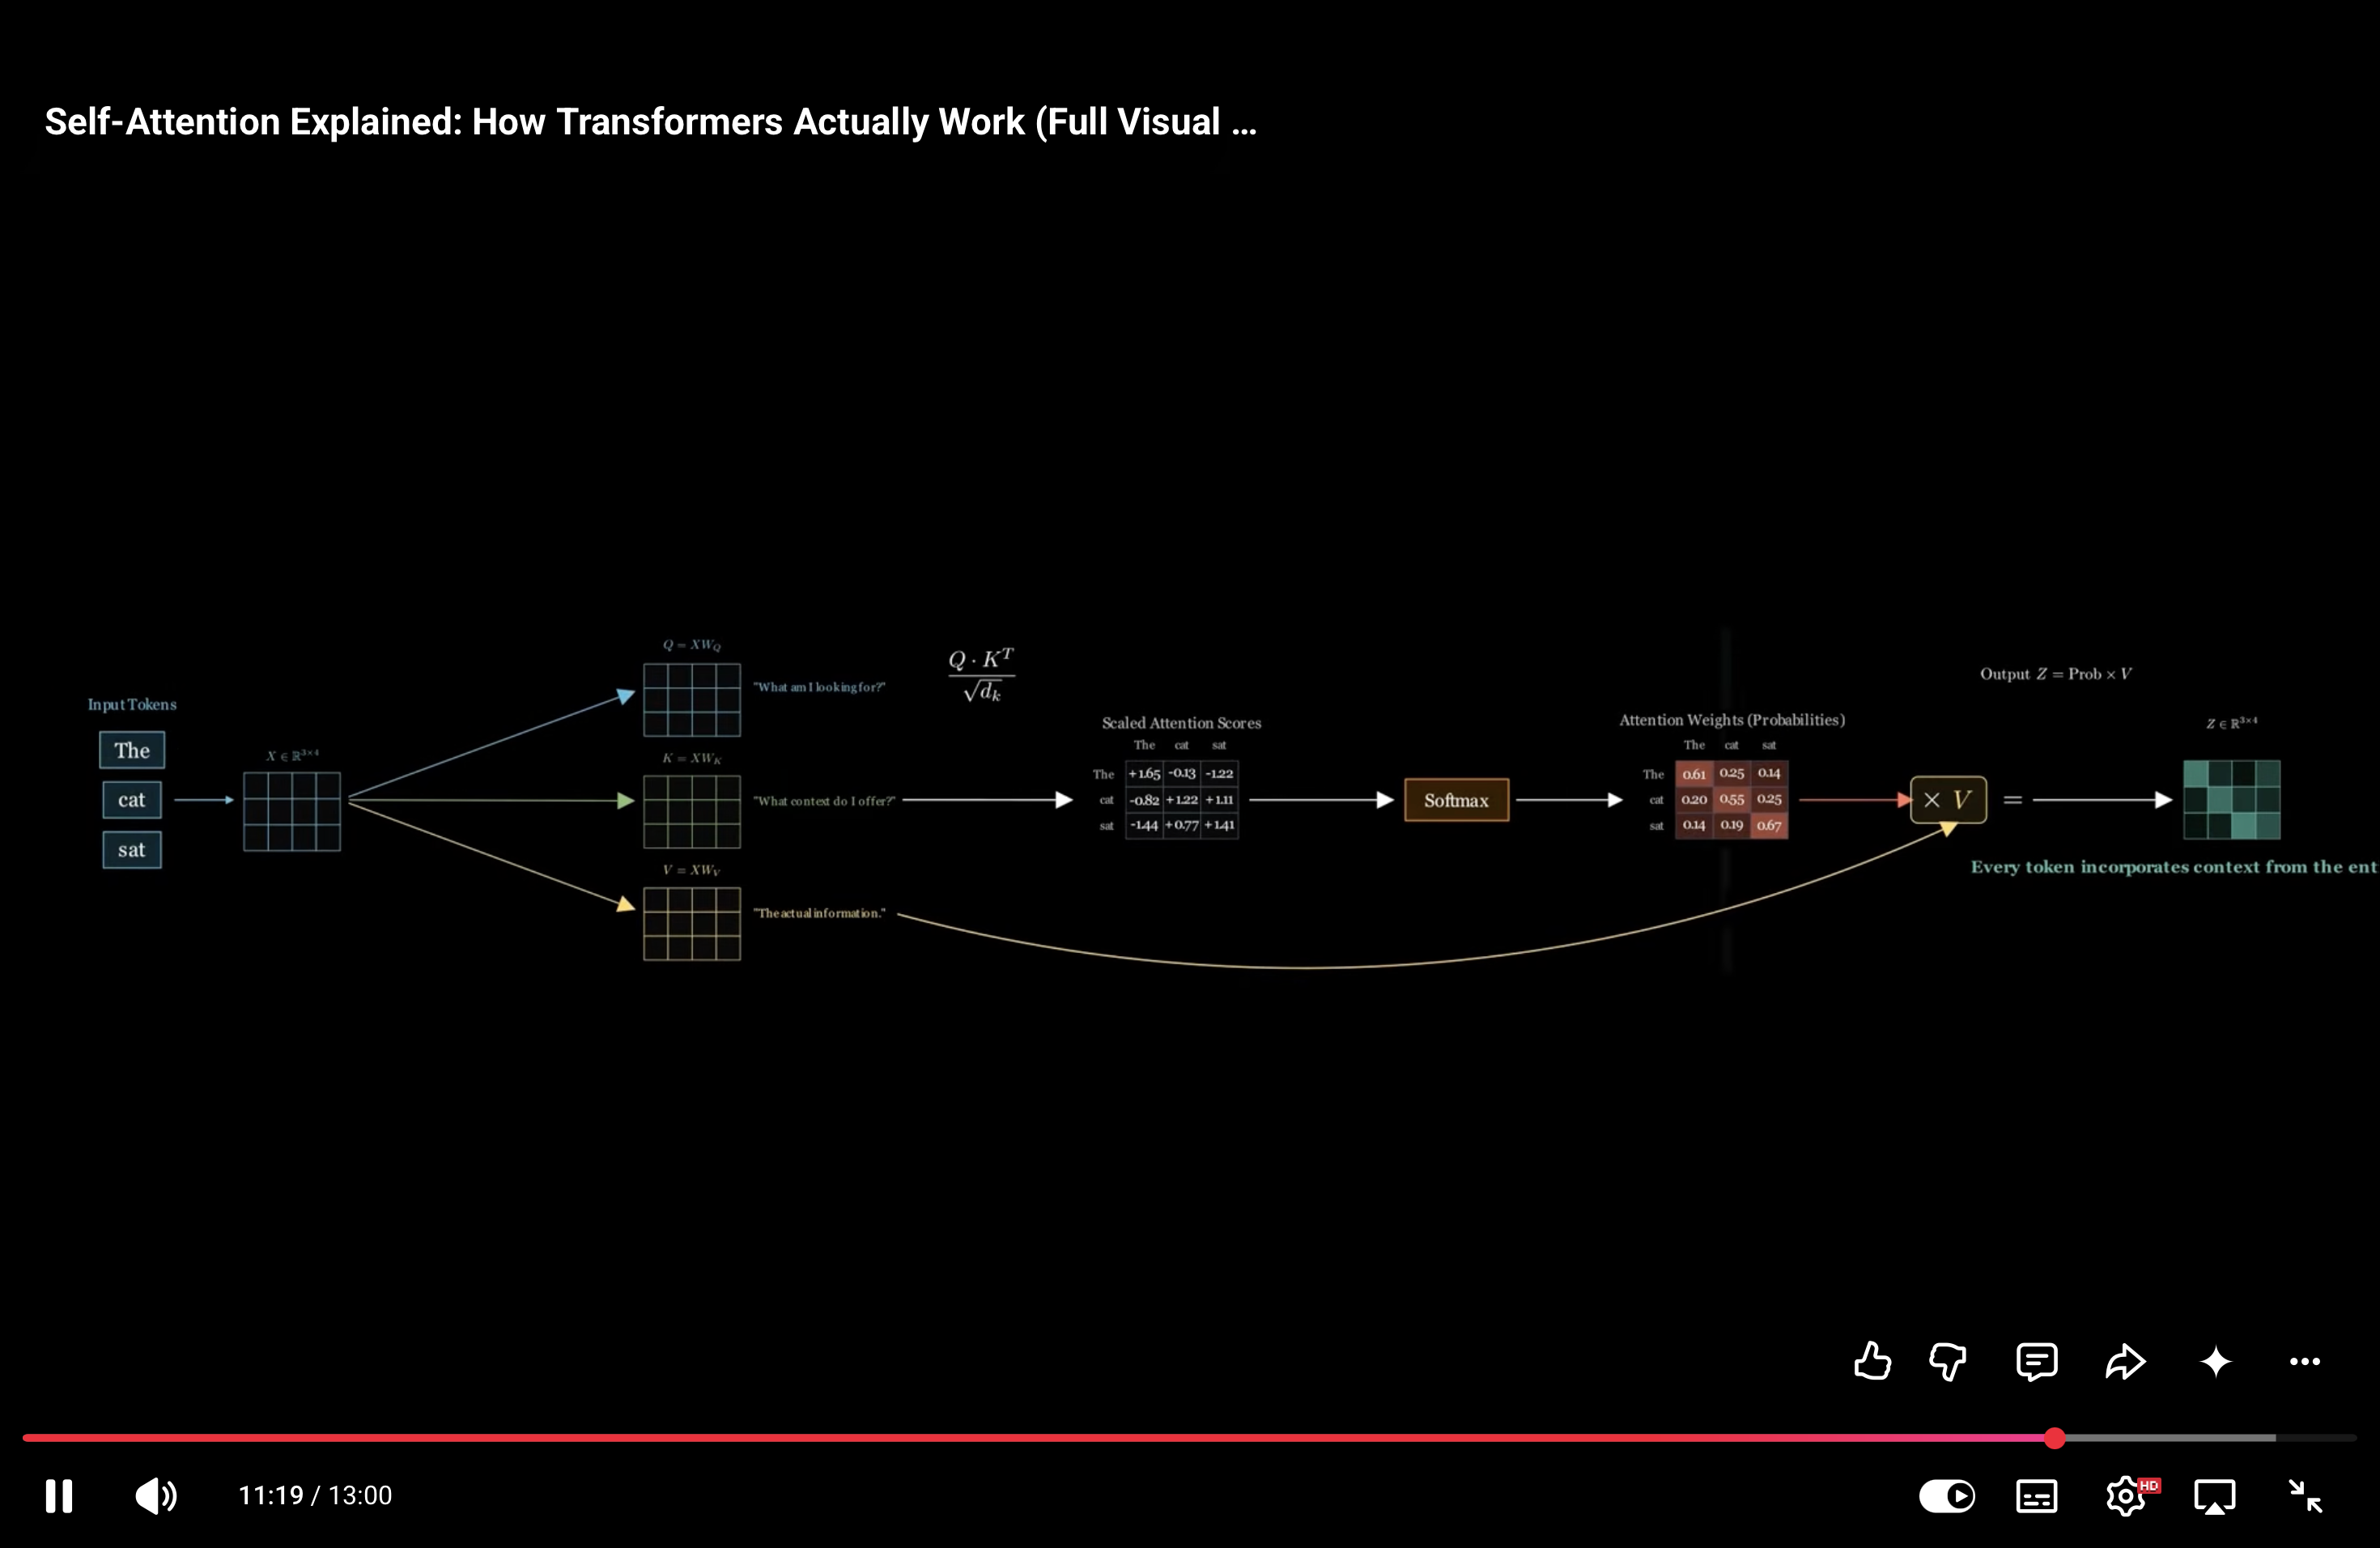 Self-Attention Explained: How Transformers Actually Work (Full Visual ...
Input Tokens
The
cat
sat
X ∈ ℝ³ˣ⁴
Q = XW_Q
"What am I looking for?"
K = XW_K
"What context do I offer?"
V = XW_V
"The actual information."
Q · K^T
√d_k
Scaled Attention Scores
The cat sat
The +1.65 -0.13 -1.22
cat -0.82 +1.22 +1.11
sat -1.44 +0.77 +1.41
Softmax
Attention Weights (Probabilities)
The cat sat
The 0.61 0.25 0.14
cat 0.20 0.55 0.25
sat 0.14 0.19 0.67
× V
=
Output Z = Prob × V
Z ∈ ℝ³ˣ⁴
Every token incorporates context from the ent
11:19 / 13:00
HD